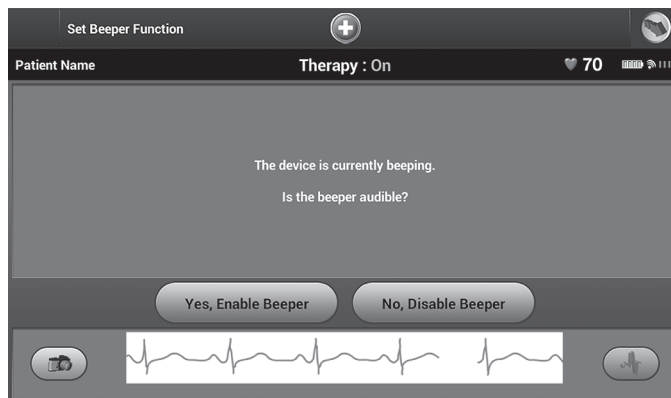 Set Beeper Function
Patient Name Therapy : On 70
The device is currently beeping.
Is the beeper audible?
Yes, Enable Beeper No, Disable Beeper